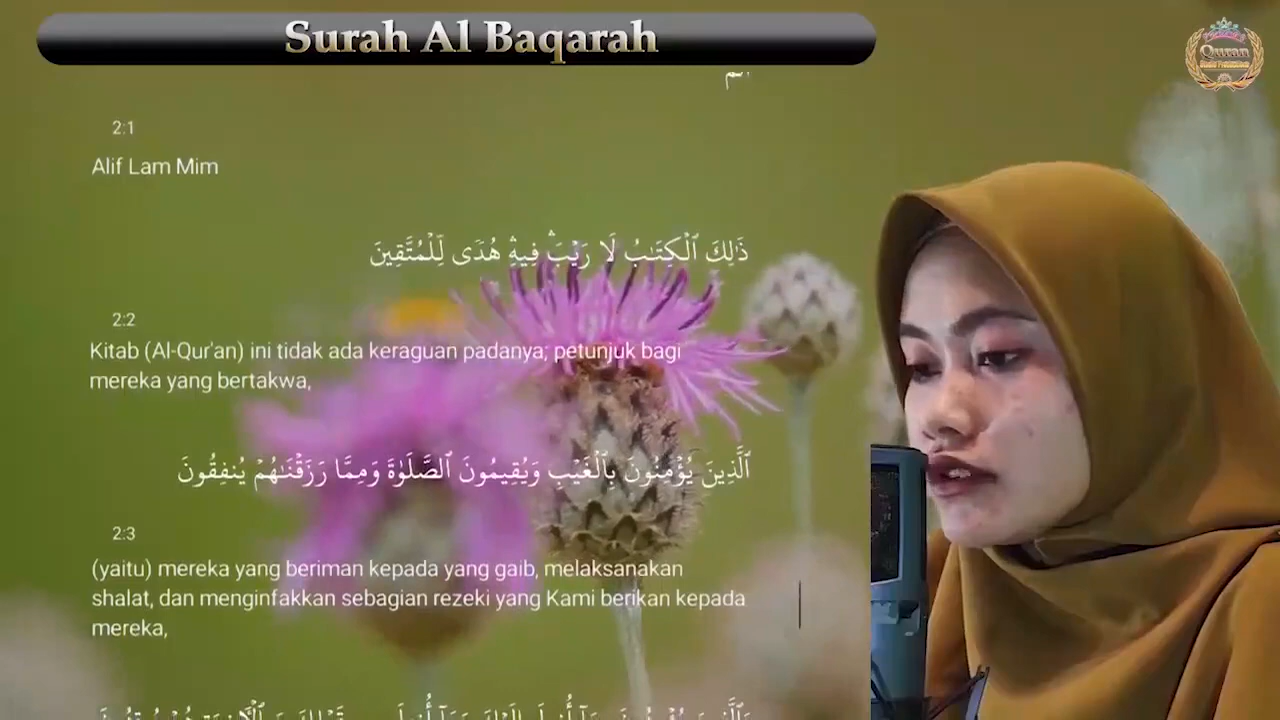 Surah Al Baqarah
Quran
2:1
Alif Lam Mim
ذَٰلِكَ ٱلْكِتَـٰبُ لَا رَيْبَ ۛ فِيهِ ۛ هُدًى لِّلْمُتَّقِينَ
2:2
Kitab (Al-Qur'an) ini tidak ada keraguan padanya; petunjuk bagi
mereka yang bertakwa,
ٱلَّذِينَ يُؤْمِنُونَ بِٱلْغَيْبِ وَيُقِيمُونَ ٱلصَّلَوٰةَ وَمِمَّا رَزَقْنَـٰهُمْ يُنفِقُونَ
2:3
(yaitu) mereka yang beriman kepada yang gaib, melaksanakan
shalat, dan menginfakkan sebagian rezeki yang Kami berikan kepada
mereka,